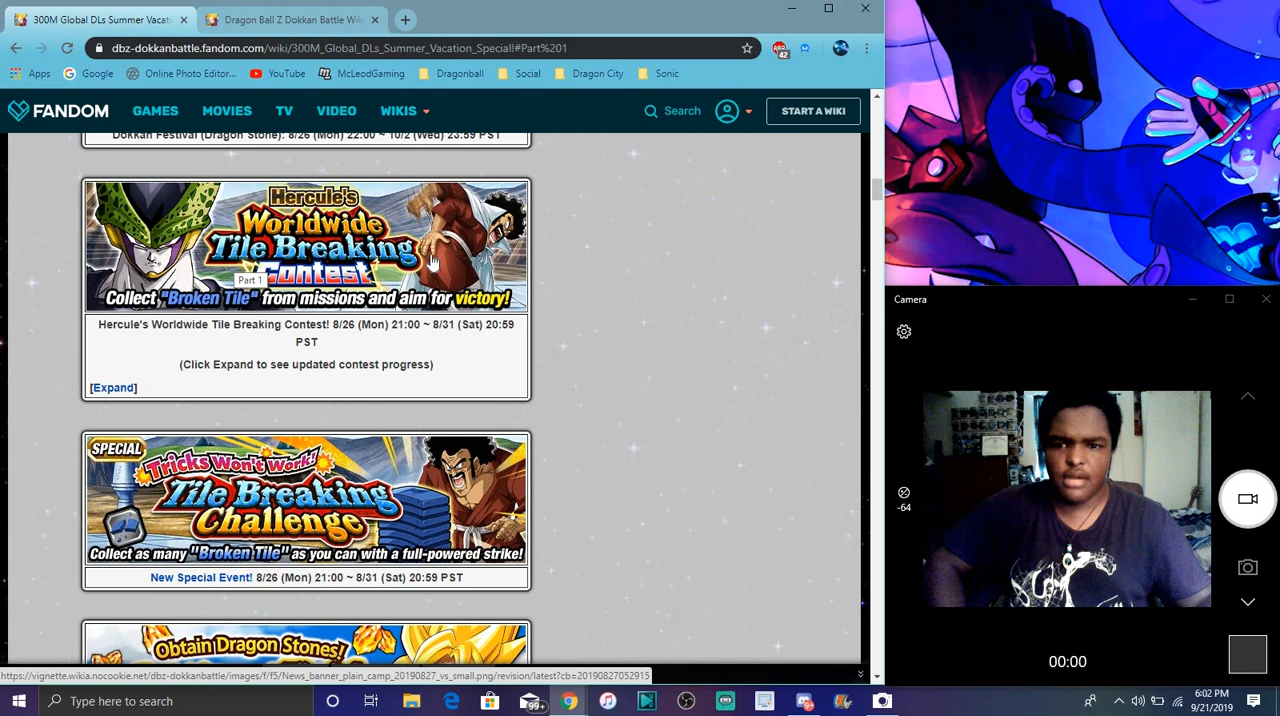 300M Global DLs Summer Vacat
Dragon Ball Z Dokkan Battle Wiki
dbz-dokkanbattle.fandom.com/wiki/300M_Global_DLs_Summer_Vacation_Special!#Part%201
42
Apps
Google
Online Photo Editor...
YouTube
McLeodGaming
Dragonball
Social
Dragon City
Sonic
FANDOM
GAMES
MOVIES
TV
VIDEO
WIKIS
Search
START A WIKI
Dokkan Festival (Dragon Stone): 8/26 (Mon) 22:00 ~ 10/2 (Wed) 23:59 PST
Hercule's
Worldwide
Tile Breaking
Contest
Part 1
Collect "Broken Tile" from missions and aim for victory!
Hercule's Worldwide Tile Breaking Contest! 8/26 (Mon) 21:00 ~ 8/31 (Sat) 20:59
PST
(Click Expand to see updated contest progress)
[Expand]
SPECIAL
Tricks Won't Work!
Tile Breaking
Challenge
Collect as many "Broken Tile" as you can with a full-powered strike!
New Special Event! 8/26 (Mon) 21:00 ~ 8/31 (Sat) 20:59 PST
Obtain Dragon Stones!
https://vignette.wikia.nocookie.net/dbz-dokkanbattle/images/f/f5/News_banner_plain_camp_20190827_vs_small.png/revision/latest?cb=20190827052915
Camera
-64
00:00
Type here to search
99+
9+
6:02 PM
9/21/2019